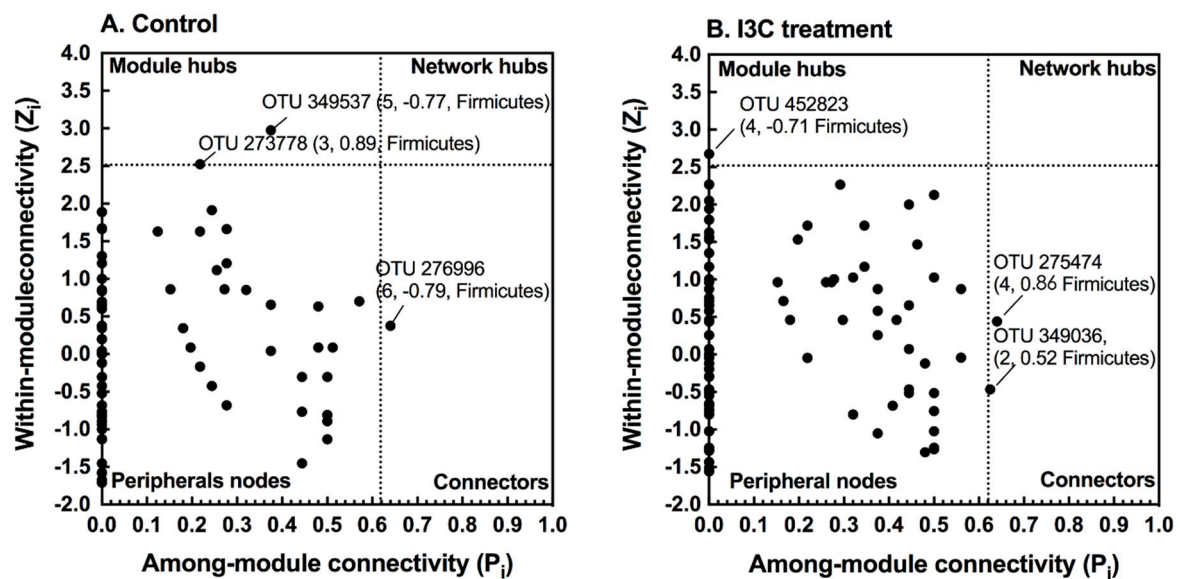 A. Control
4.0
3.5
3.0
2.5
2.0
1.5
1.0
0.5
0.0
-0.5
-1.0
-1.5
-2.0
Within-moduleconnectivity (Zi)
Module hubs
Network hubs
OTU 349537 (5, -0.77, Firmicutes)
OTU 273778 (3, 0.89, Firmicutes)
OTU 276996
(6, -0.79, Firmicutes)
Peripherals nodes
Connectors
0.0 0.1 0.2 0.3 0.4 0.5 0.6 0.7 0.8 0.9 1.0
Among-module connectivity (Pi)
B. I3C treatment
4.0
3.5
3.0
2.5
2.0
1.5
1.0
0.5
0.0
-0.5
-1.0
-1.5
-2.0
Within-moduleconnectivity (Zi)
Module hubs
Network hubs
OTU 452823
(4, -0.71 Firmicutes)
OTU 275474
(4, 0.86 Firmicutes)
OTU 349036,
(2, 0.52 Firmicutes)
Peripheral nodes
Connectors
0.0 0.1 0.2 0.3 0.4 0.5 0.6 0.7 0.8 0.9 1.0
Among-module connectivity (Pi)